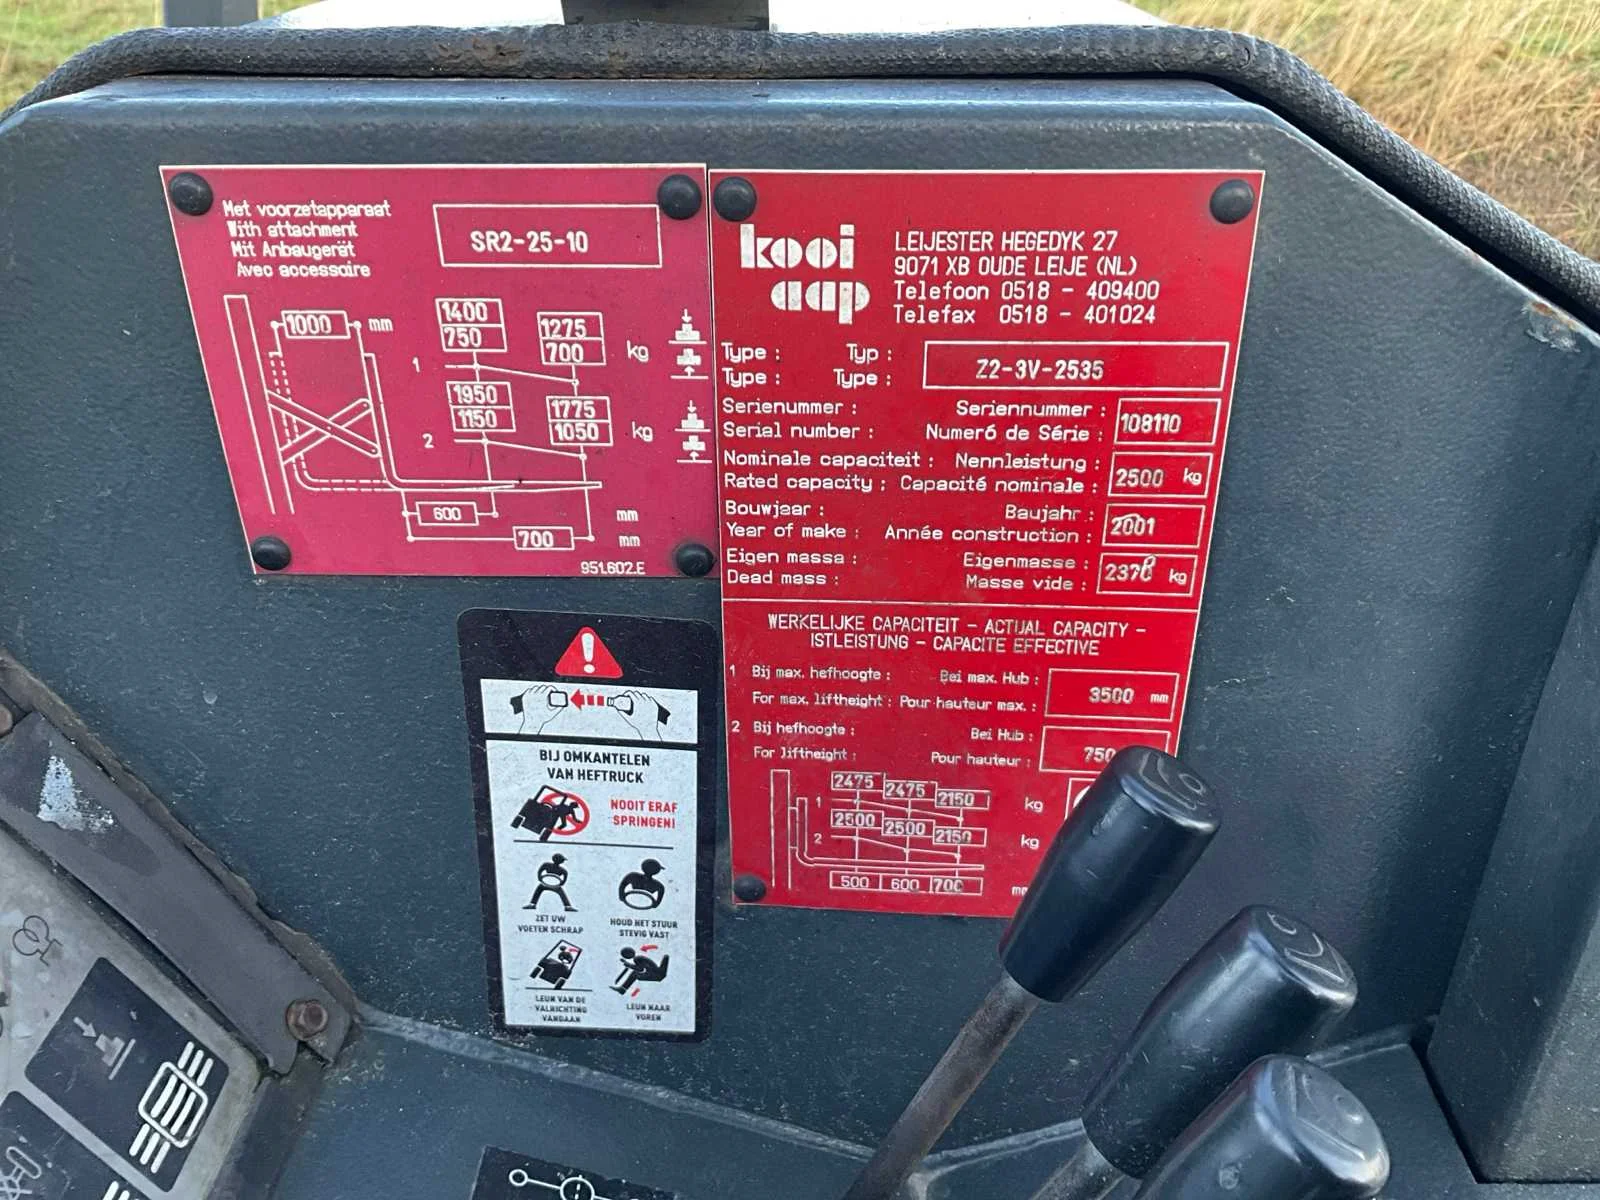 Met voorzetapparaat
With attachment
Mit Anbaugerät
Avec accessoire
SR2-25-10
1000 mm
1400
750
1275
700
kg
1
1950
1150
1775
1050
kg
2
600 mm
700 mm
951.602.E
kooi
aap
LEIJESTER HEGEDYK 27
9071 XB OUDE LEIJE (NL)
Telefoon 0518 - 409400
Telefax 0518 - 401024
Type : Typ :
Type : Type :
Z2-3V-2535
Serienummer : Seriennummer :
Serial number : Numeró de Série :
108110
Nominale capaciteit : Nennleistung :
Rated capacity : Capacité nominale :
2500 kg
Bouwjaar : Baujahr :
Year of make : Année construction :
2001
Eigen massa : Eigenmasse :
Dead mass : Masse vide :
kg
WERKELIJKE CAPACITEIT - ACTUAL CAPACITY -
ISTLEISTUNG - CAPACITE EFFECTIVE
1 Bij max. hefhoogte : Bei max. Hub :
For max. liftheight : Pour hauteur max. :
3500 mm
2 Bij hefhoogte : Bei Hub :
For liftheight : Pour hauteur :
750
2475 2475 2150 kg
1
2500 2500 2150 kg
2
500 600 700
BIJ OMKANTELEN
VAN HEFTRUCK
NOOIT ERAF
SPRINGEN!
ZET UW
VOETEN SCHRAP
HOUD HET STUUR
STEVIG VAST
LEUN VAN DE
VALRICHTING
VANDAAN
LEUN NAAR
VOREN